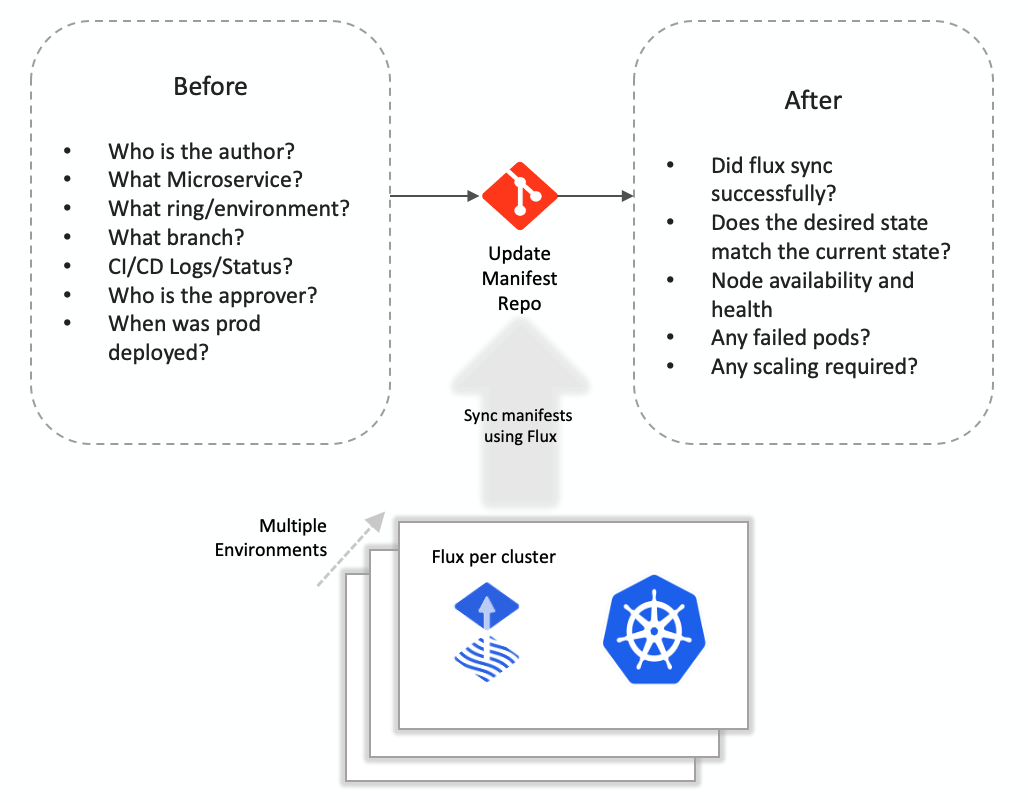 Before
• Who is the author?
• What Microservice?
• What ring/environment?
• What branch?
• CI/CD Logs/Status?
• Who is the approver?
• When was prod
deployed?
Update
Manifest
Repo
After
• Did flux sync
successfully?
• Does the desired state
match the current state?
• Node availability and
health
• Any failed pods?
• Any scaling required?
Sync manifests
using Flux
Multiple
Environments
Flux per cluster